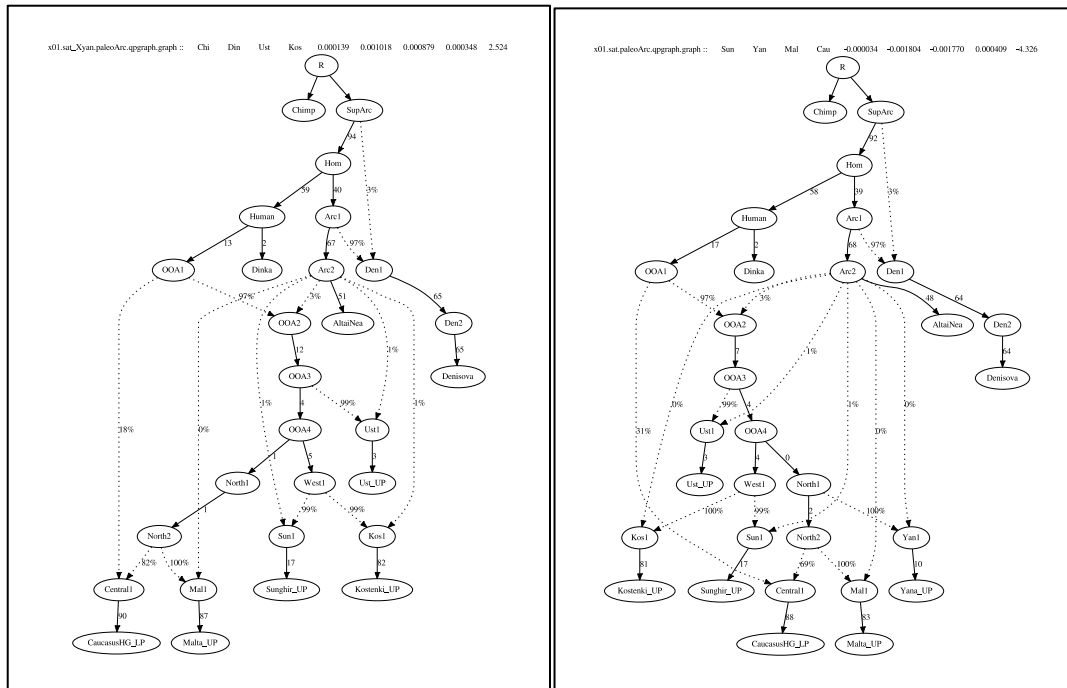 x01.sat_Xyan.paleoArc.qpgraph.graph :: Chi Din Ust Kos 0.000139 0.001018 0.000879 0.000348 2.524
R
Chimp SupArc
94
Hom
59 40 3%
Human Arc1
13 2 67 97%
OOA1 Dinka Arc2 Den1
97% 3% 51 65
OOA2 AltaiNea Den2
12 1% 65
OOA3 Denisova
18% 0% 1% 4 99% 1%
OOA4 Ust1
1 5 3
North1 West1 Ust_UP
1 99% 99%
North2 Sun1 Kos1
82% 100% 17 82
Central1 Mal1 Sunghir_UP Kostenki_UP
90 87
CaucasusHG_LP Malta_UP
x01.sat.paleoArc.qpgraph.graph :: Sun Yan Mal Cau -0.000034 -0.001804 -0.001770 0.000409 -4.326
R
Chimp SupArc
92
Hom
58 39 3%
Human Arc1
17 2 68 97%
OOA1 Dinka Arc2 Den1
97% 3% 48 64
OOA2 AltaiNea Den2
7 1% 64
OOA3 Denisova
0% 99% 4 1% 0%
31% Ust1 OOA4 0%
3 4 0
Ust_UP West1 North1
100% 99% 2 100%
Kos1 Sun1 North2 Yan1
81 17 69% 100% 10
Kostenki_UP Sunghir_UP Central1 Mal1 Yana_UP
88 83
CaucasusHG_LP Malta_UP